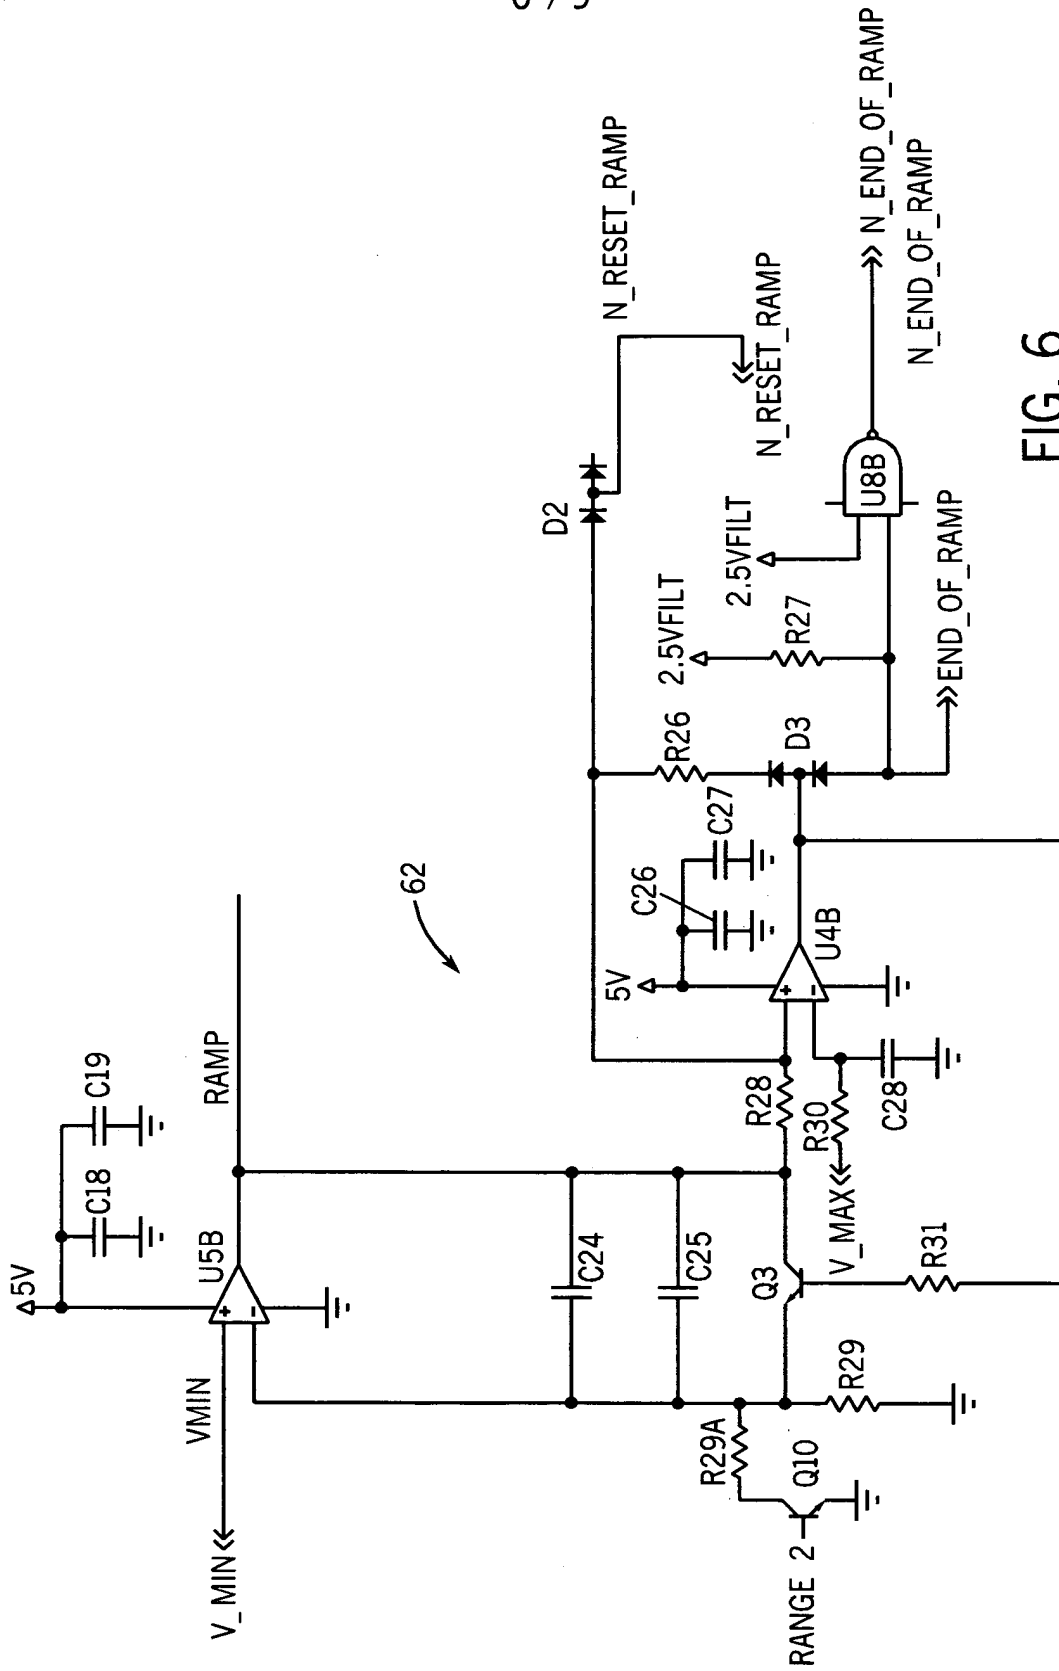 5V
C18
C19
U5B
+
-
VMIN
V_MIN
RAMP
62
C24
C25
Q3
R31
R29
R29A
Q10
RANGE 2
R28
R30
V_MAX
C28
5V
C26
C27
U4B
+
-
D3
R26
D2
N_RESET_RAMP
N_RESET_RAMP
2.5VFILT
R27
2.5VFILT
U8B
END_OF_RAMP
N_END_OF_RAMP
N_END_OF_RAMP
FIG. 6